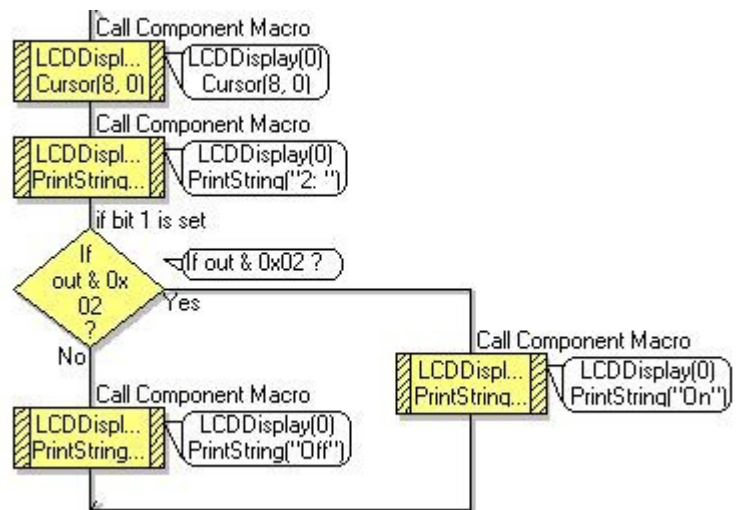 Call Component Macro
LCDDispl...
Cursor(8, 0)
LCDDisplay(0)
Cursor(8, 0)
Call Component Macro
LCDDispl...
PrintString...
LCDDisplay(0)
PrintString("2: ")
if bit 1 is set
If
out & 0x
02
?
If out & 0x02 ?
Yes
No
Call Component Macro
LCDDispl...
PrintString...
LCDDisplay(0)
PrintString("On")
Call Component Macro
LCDDispl...
PrintString...
LCDDisplay(0)
PrintString("Off")